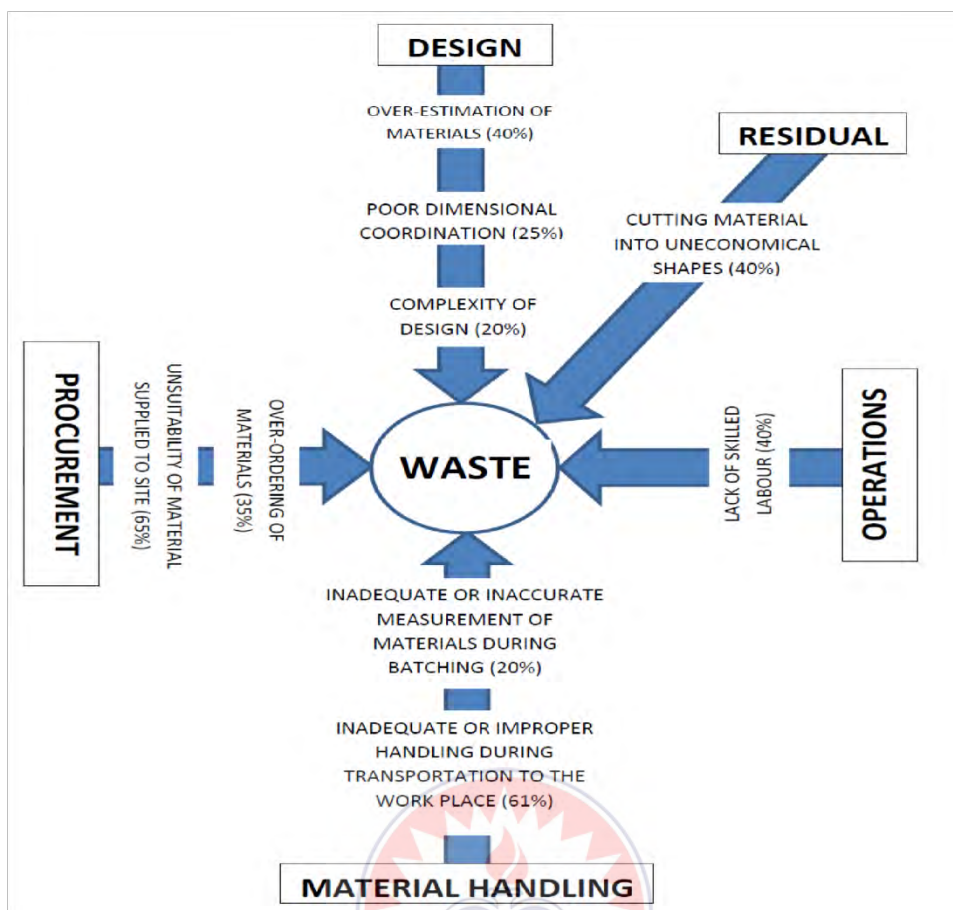 DESIGN
OVER-ESTIMATION OF
MATERIALS (40%)
POOR DIMENSIONAL
COORDINATION (25%)
COMPLEXITY OF
DESIGN (20%)
RESIDUAL
CUTTING MATERIAL
INTO UNECONOMICAL
SHAPES (40%)
PROCUREMENT
UNSUITABILITY OF MATERIAL
SUPPLIED TO SITE (65%)
OVER-ORDERING OF
MATERIALS (35%)
WASTE
LACK OF SKILLED
LABOUR (40%)
OPERATIONS
INADEQUATE OR INACCURATE
MEASUREMENT OF
MATERIALS DURING
BATCHING (20%)
INADEQUATE OR IMPROPER
HANDLING DURING
TRANSPORTATION TO THE
WORK PLACE (61%)
MATERIAL HANDLING